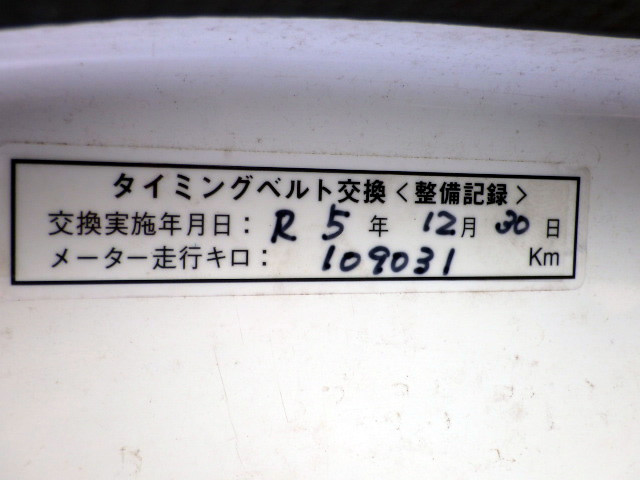 タイミングベルト交換<整備記録>
交換実施年月日: R 5 年 12月 30 日
メーター走行キロ: 109031 Km